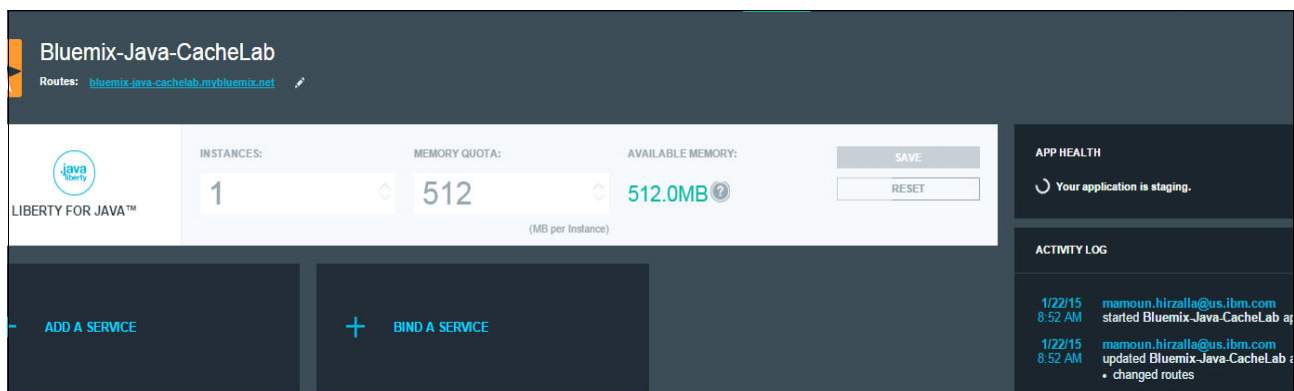 Bluemix-Java-CacheLab
Routes: bluemix-java-cachelab.mybluemix.net
java
liberty
LIBERTY FOR JAVA™
INSTANCES:
1
MEMORY QUOTA:
512
(MB per Instance)
AVAILABLE MEMORY:
512.0MB ?
SAVE
RESET
APP HEALTH
Your application is staging.
ACTIVITY LOG
1/22/15 mamoun.hirzalla@us.ibm.com
8:52 AM started Bluemix-Java-CacheLab ap
1/22/15 mamoun.hirzalla@us.ibm.com
8:52 AM updated Bluemix-Java-CacheLab a
• changed routes
ADD A SERVICE
+ BIND A SERVICE